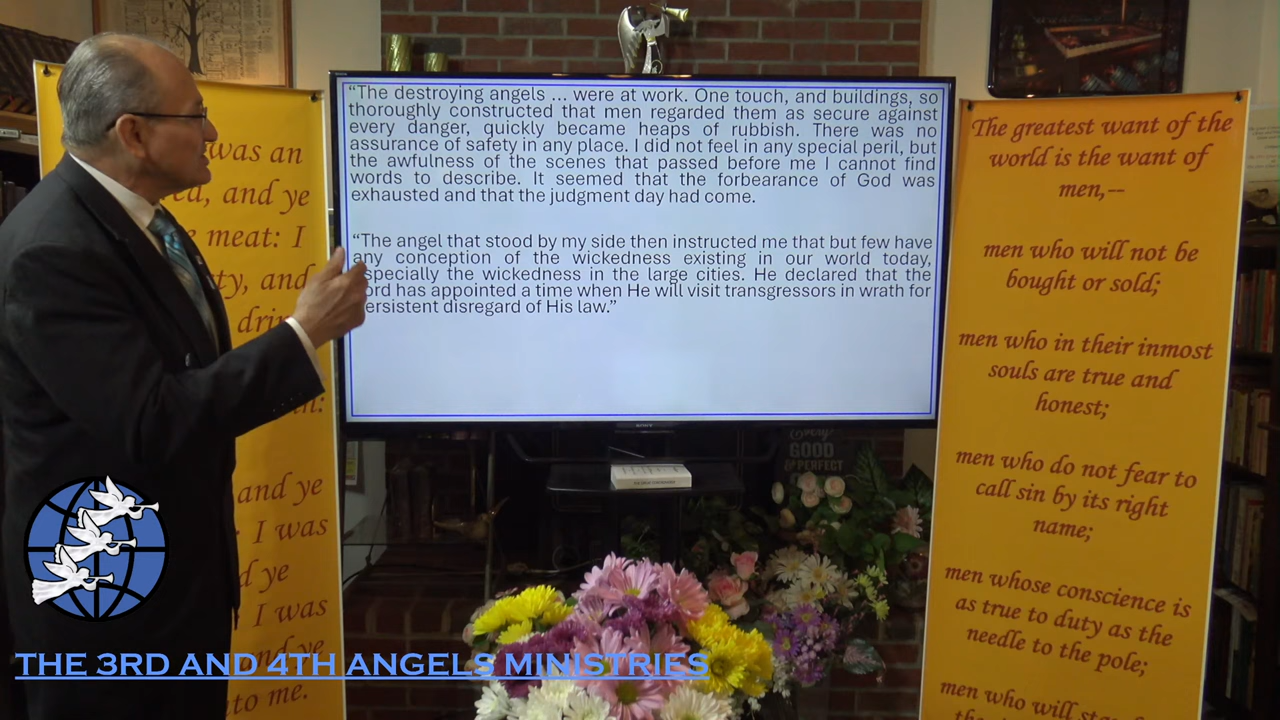 was an
and ye
meat: I
ty, and
drin
and ye
I was
d ye
I was
and ye
to me.
“The destroying angels ... were at work. One touch, and buildings, so
thoroughly constructed that men regarded them as secure against
every danger, quickly became heaps of rubbish. There was no
assurance of safety in any place. I did not feel in any special peril, but
the awfulness of the scenes that passed before me I cannot find
words to describe. It seemed that the forbearance of God was
exhausted and that the judgment day had come.
“The angel that stood by my side then instructed me that but few have
any conception of the wickedness existing in our world today,
specially the wickedness in the large cities. He declared that the
ord has appointed a time when He will visit transgressors in wrath for
ersistent disregard of His law.”
SONY
GOOD
& PERFECT
The greatest want of the
world is the want of
men,--
men who will not be
bought or sold;
men who in their inmost
souls are true and
honest;
men who do not fear to
call sin by its right
name;
men whose conscience is
as true to duty as the
needle to the pole;
men who will
THE 3RD AND 4TH ANGELS MINISTRIES